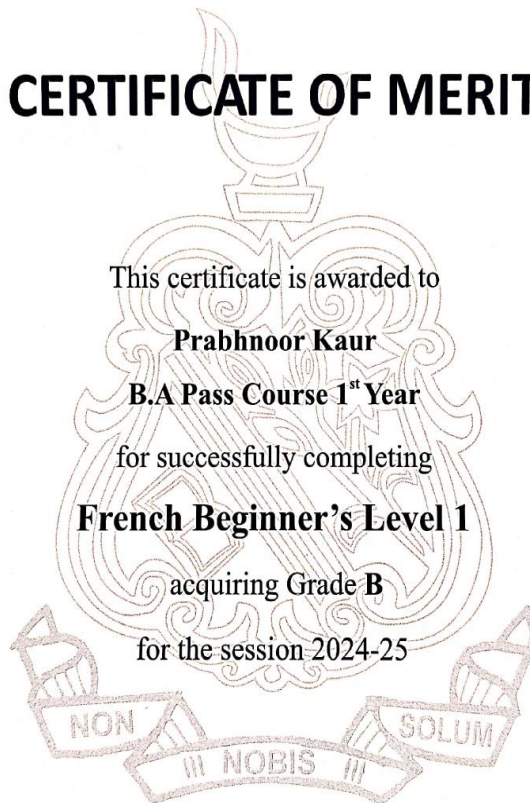 CERTIFICATE OF MERIT
This certificate is awarded to
Prabhnoor Kaur
B.A Pass Course 1st Year
for successfully completing
French Beginner's Level 1
acquiring Grade B
for the session 2024-25
NON
NOBIS
SOLUM